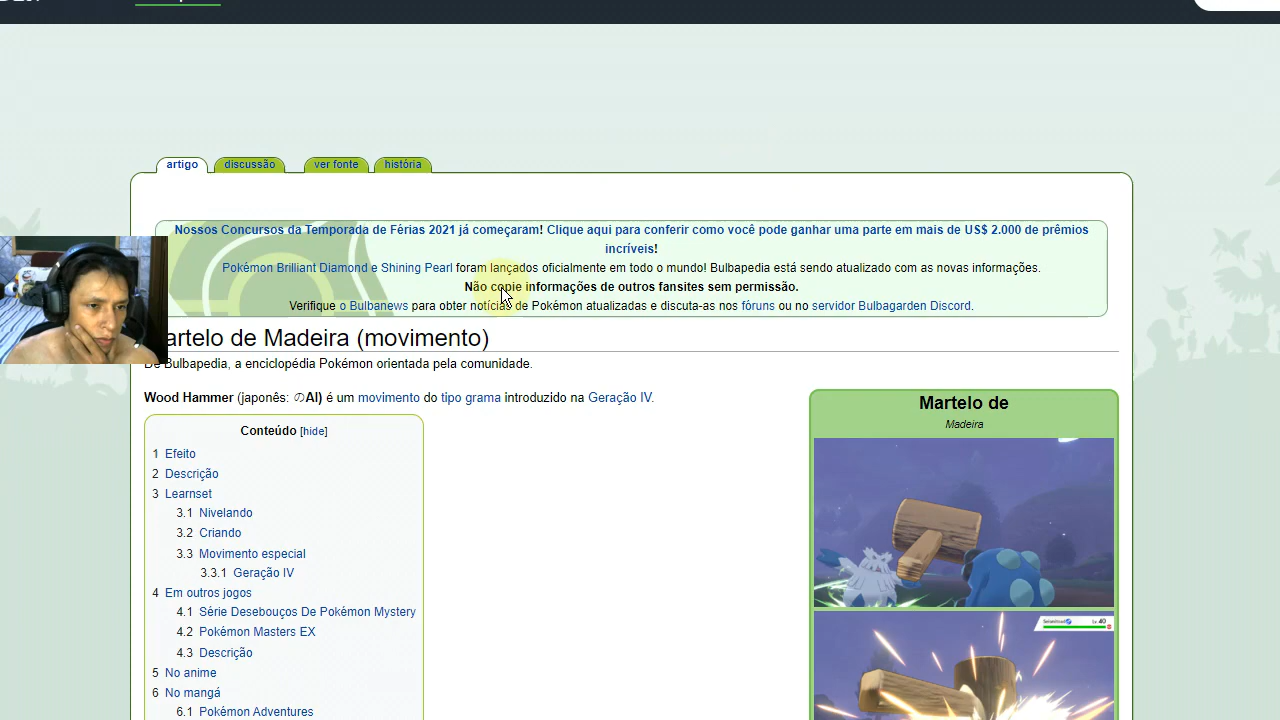 artigo
discussão
ver fonte
história
Nossos Concursos da Temporada de Férias 2021 já começaram! Clique aqui para conferir como você pode ganhar uma parte em mais de US$ 2.000 de prêmios
incríveis!
Pokémon Brilliant Diamond e Shining Pearl foram lançados oficialmente em todo o mundo! Bulbapedia está sendo atualizado com as novas informações.
Não copie informações de outros fansites sem permissão.
Verifique o Bulbanews para obter notícias de Pokémon atualizadas e discuta-as nos fóruns ou no servidor Bulbagarden Discord.
artelo de Madeira (movimento)
De Bulbapedia, a enciclopédia Pokémon orientada pela comunidade.
Wood Hammer (japonês: のAI) é um movimento do tipo grama introduzido na Geração IV.
Conteúdo [hide]
1 Efeito
2 Descrição
3 Learnset
3.1 Nivelando
3.2 Criando
3.3 Movimento especial
3.3.1 Geração IV
4 Em outros jogos
4.1 Série Desebouços De Pokémon Mystery
4.2 Pokémon Masters EX
4.3 Descrição
5 No anime
6 No mangá
6.1 Pokémon Adventures
Martelo de
Madeira
Lv. 40